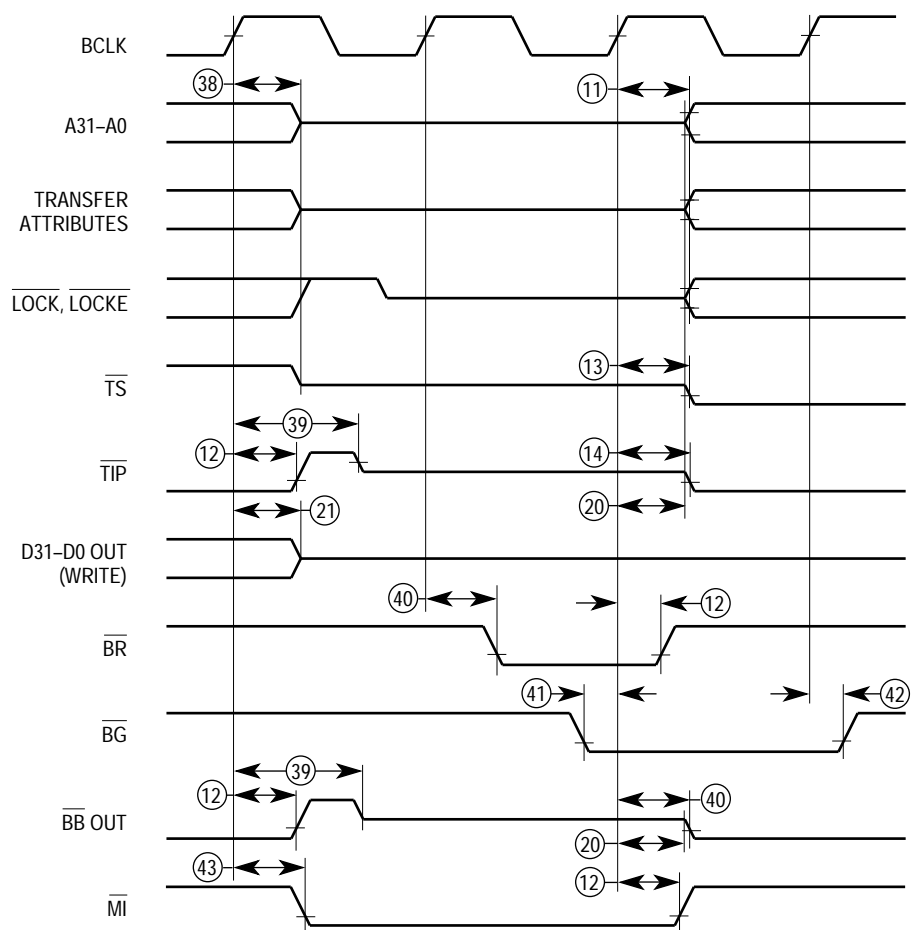 BCLK
38
11
A31–A0
TRANSFER
ATTRIBUTES
LOCK, LOCKE
13
TS
39
12
14
TIP
21
20
D31–D0 OUT
(WRITE)
40
12
BR
41
42
BG
39
12
40
BB OUT
20
43
12
MI